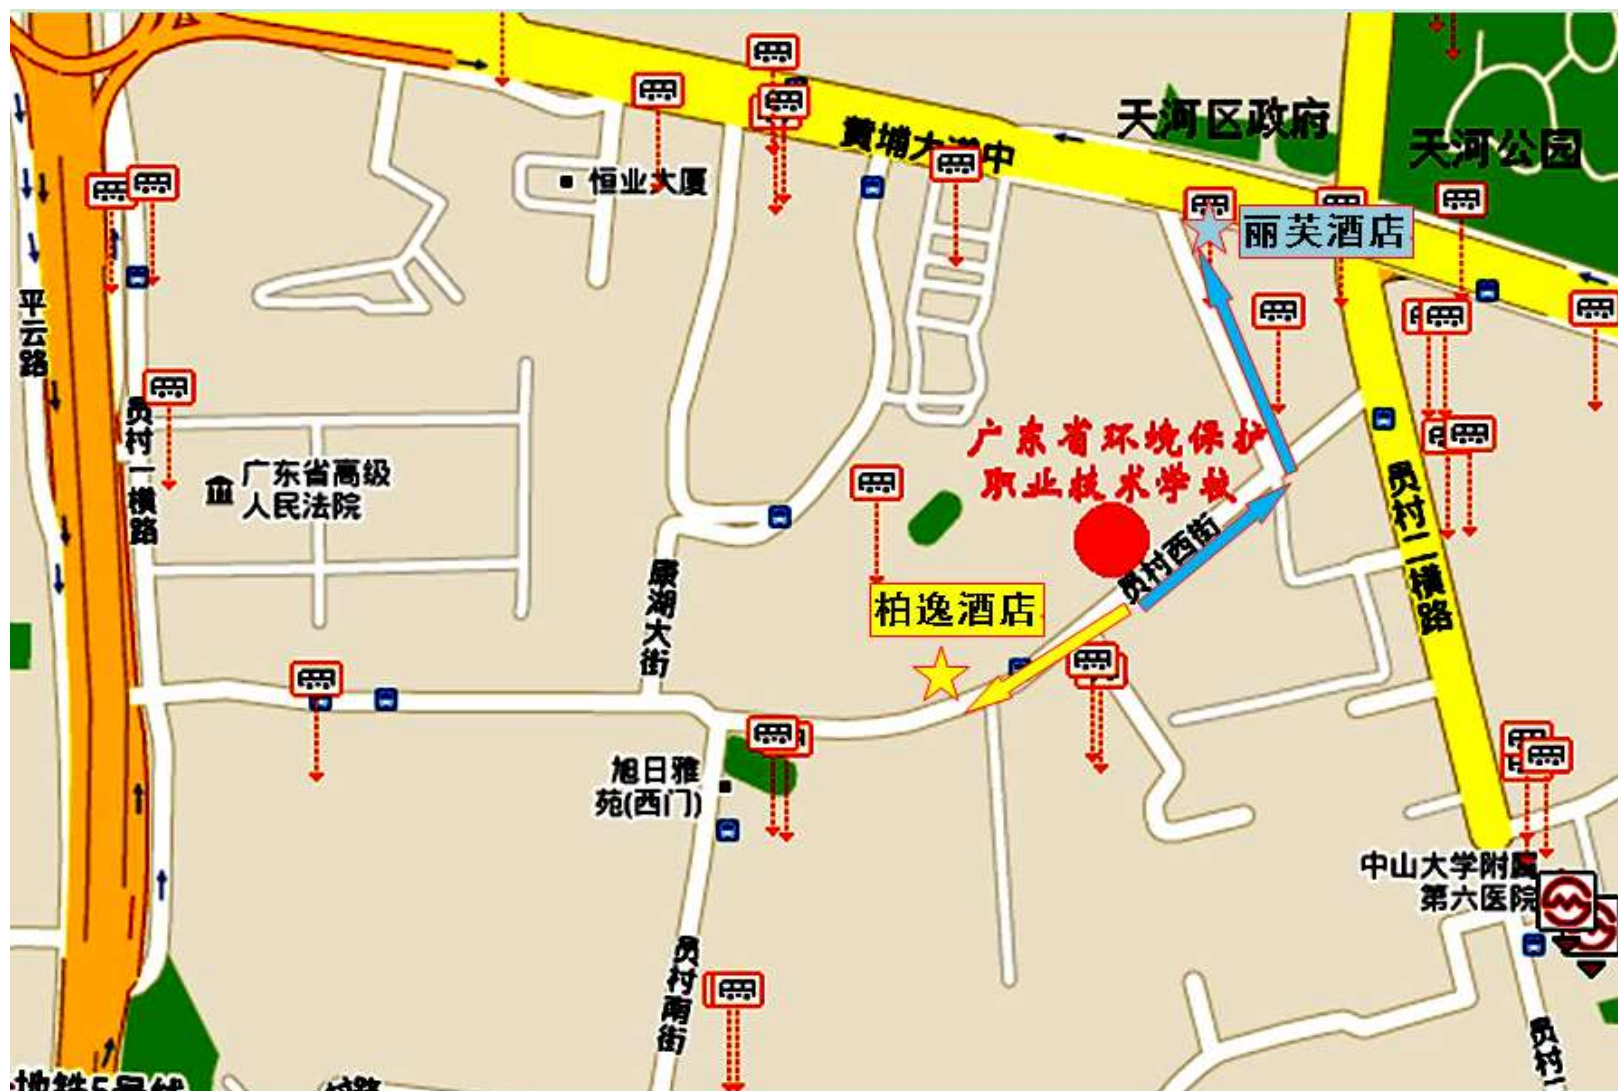 天河区政府
黄埔大道中
天河公园
恒业大厦
丽芙酒店
平云路
员村一横路
广东省环境保护
职业技术学校
广东省高级
人民法院
员村二横路
员村西街
康湖大街
柏逸酒店
旭日雅
苑(西门)
中山大学附属
第六医院
员村南街
员村二
地铁5号线